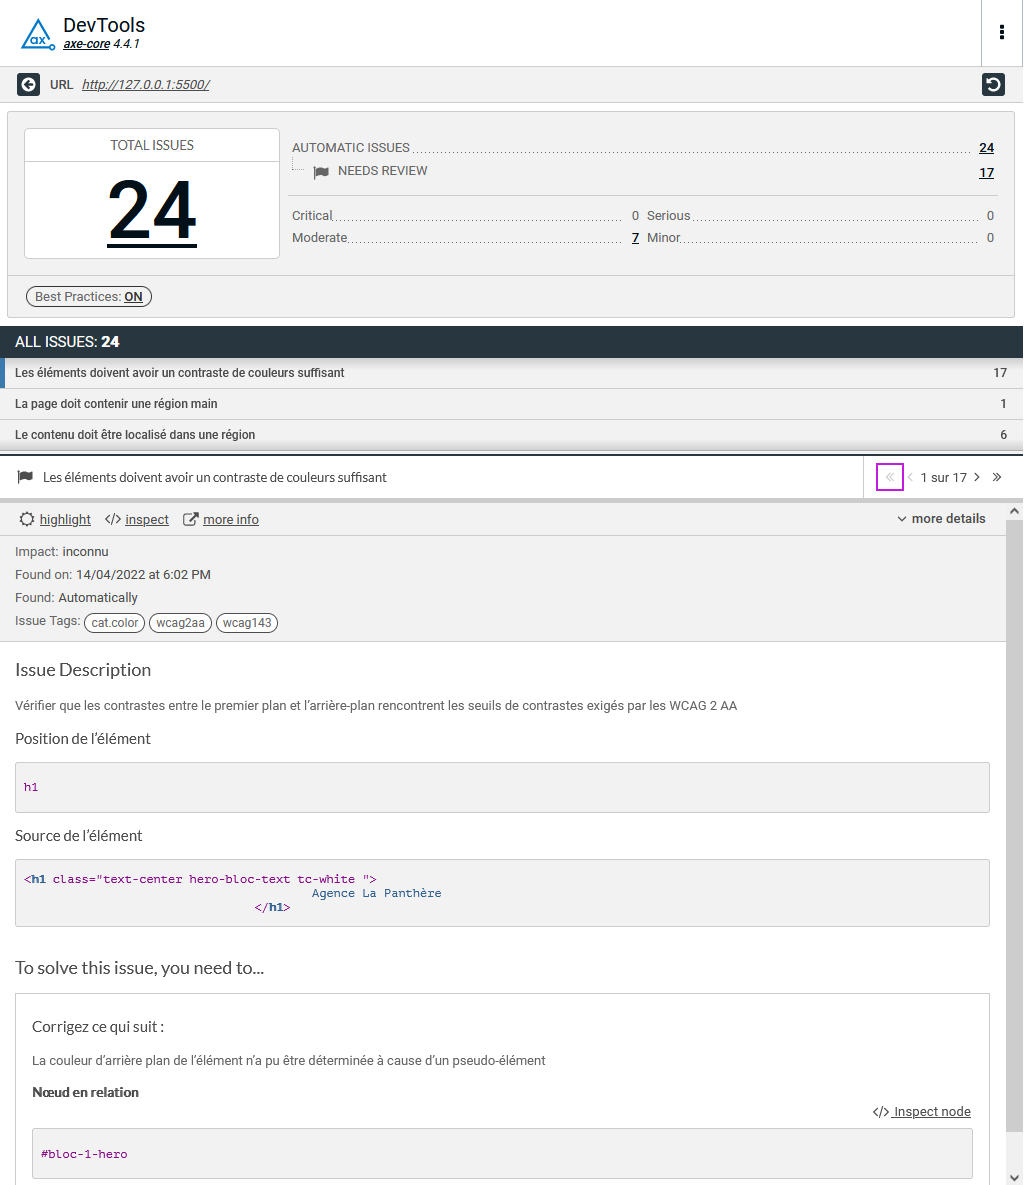 DevTools
ax
axe-core 4.4.1
URL http://127.0.0.1:5500/
TOTAL ISSUES
24
AUTOMATIC ISSUES 24
NEEDS REVIEW 17
Critical 0 Serious 0
Moderate 7 Minor 0
Best Practices: ON
ALL ISSUES: 24
Les éléments doivent avoir un contraste de couleurs suffisant 17
La page doit contenir une région main 1
Le contenu doit être localisé dans une région 6
Les éléments doivent avoir un contraste de couleurs suffisant « ‹ 1 sur 17 › »
highlight </> inspect more info more details
Impact: inconnu
Found on: 14/04/2022 at 6:02 PM
Found: Automatically
Issue Tags: cat.color wcag2aa wcag143
Issue Description
Vérifier que les contrastes entre le premier plan et l’arrière-plan rencontrent les seuils de contrastes exigés par les WCAG 2 AA
Position de l’élément
h1
Source de l’élément
<h1 class="text-center hero-bloc-text tc-white ">
Agence La Panthère
</h1>
To solve this issue, you need to...
Corrigez ce qui suit :
La couleur d’arrière plan de l’élément n’a pu être déterminée à cause d’un pseudo-élément
Nœud en relation
</> Inspect node
#bloc-1-hero